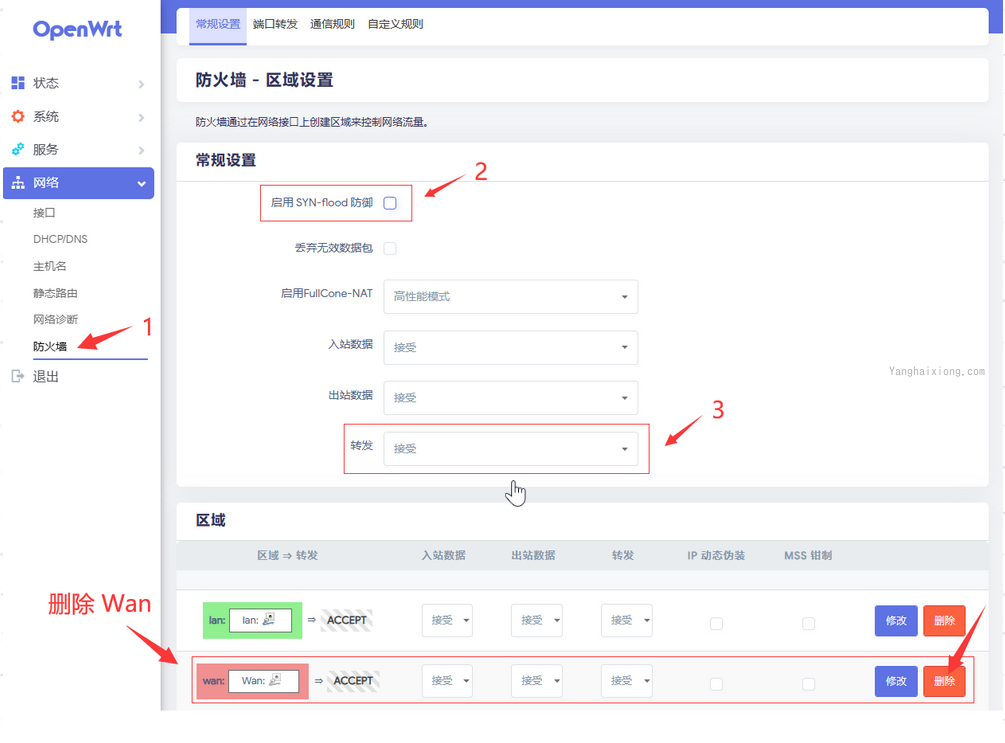 OpenWrt
状态
系统
服务
网络
接口
DHCP/DNS
主机名
静态路由
网络诊断
防火墙
1
退出
常规设置 端口转发 通信规则 自定义规则
防火墙 - 区域设置
防火墙通过在网络接口上创建区域来控制网络流量。
常规设置
启用 SYN-flood 防御
2
丢弃无效数据包
启用FullCone-NAT 高性能模式
入站数据 接受
Yanghaixiong.com
出站数据 接受
3
转发 接受
区域
区域 ⇒ 转发 入站数据 出站数据 转发 IP 动态伪装 MSS 钳制
删除 Wan
lan: lan: ⇒ ACCEPT 接受 接受 接受 修改 删除
wan: Wan: ⇒ ACCEPT 接受 接受 接受 修改 删除